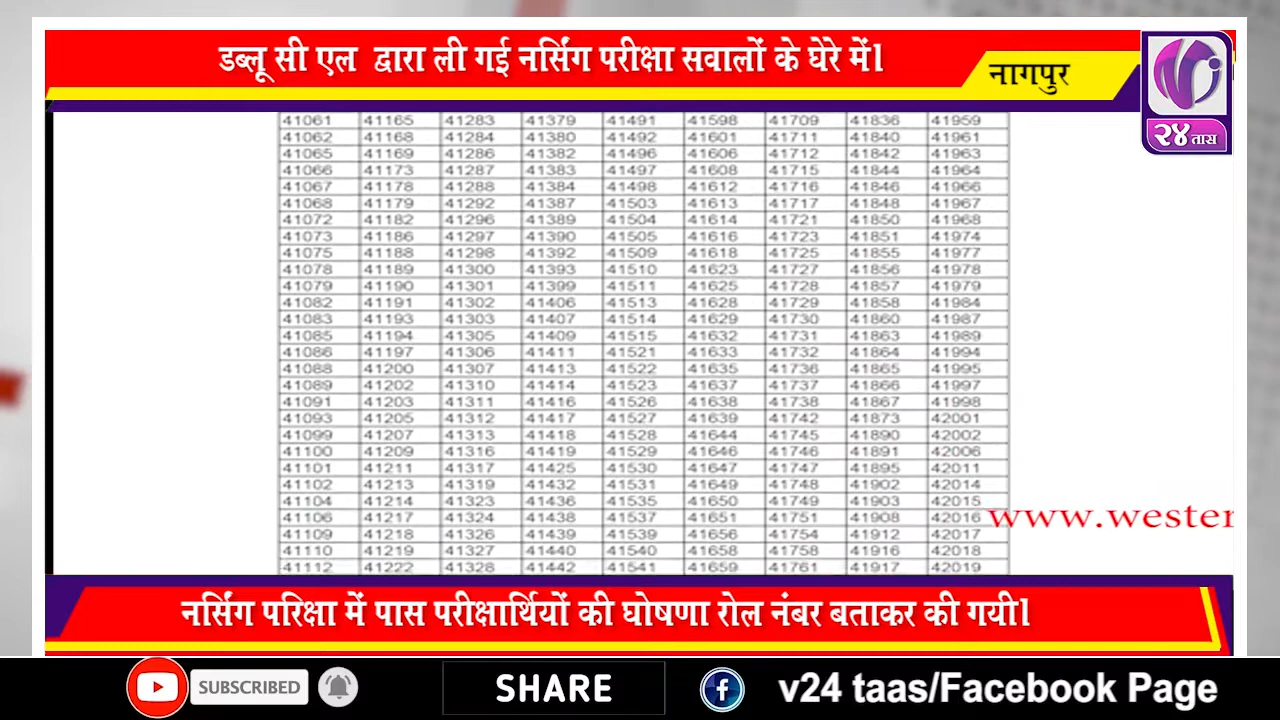 डब्लू सी एल द्वारा ली गई नर्सिंग परीक्षा सवालों के घेरे में।
नागपुर
२४ तास
41061 41165 41283 41379 41491 41598 41709 41836 41959
41062 41168 41284 41380 41492 41601 41711 41840 41961
41065 41169 41286 41382 41496 41606 41712 41842 41963
41066 41173 41287 41383 41497 41608 41715 41844 41964
41067 41178 41288 41384 41498 41612 41716 41846 41966
41068 41179 41292 41387 41503 41613 41717 41848 41967
41072 41182 41296 41389 41504 41614 41721 41850 41968
41073 41186 41297 41390 41505 41616 41723 41851 41974
41075 41188 41298 41392 41509 41618 41725 41855 41977
41078 41189 41300 41393 41510 41623 41727 41856 41978
41079 41190 41301 41399 41511 41625 41728 41857 41979
41082 41191 41302 41406 41513 41628 41729 41858 41984
41083 41193 41303 41407 41514 41629 41730 41860 41987
41085 41194 41305 41409 41515 41632 41731 41863 41989
41086 41197 41306 41411 41521 41633 41732 41864 41994
41088 41200 41307 41413 41522 41635 41736 41865 41995
41089 41202 41310 41414 41523 41637 41737 41866 41997
41091 41203 41311 41416 41526 41638 41738 41867 41998
41093 41205 41312 41417 41527 41639 41742 41873 42001
41099 41207 41313 41418 41528 41644 41745 41890 42002
41100 41209 41316 41419 41529 41646 41746 41891 42006
41101 41211 41317 41425 41530 41647 41747 41895 42011
41102 41213 41319 41432 41531 41649 41748 41902 42014
41104 41214 41323 41436 41535 41650 41749 41903 42015
41106 41217 41324 41438 41537 41651 41751 41908 42016
www.wester
41109 41218 41326 41439 41539 41656 41754 41912 42017
41110 41219 41327 41440 41540 41658 41758 41916 42018
41112 41222 41328 41442 41541 41659 41761 41917 42019
नर्सिंग परिक्षा में पास परीक्षार्थियों की घोषणा रोल नंबर बताकर की गयी।
SUBSCRIBED
SHARE
v24 taas/Facebook Page